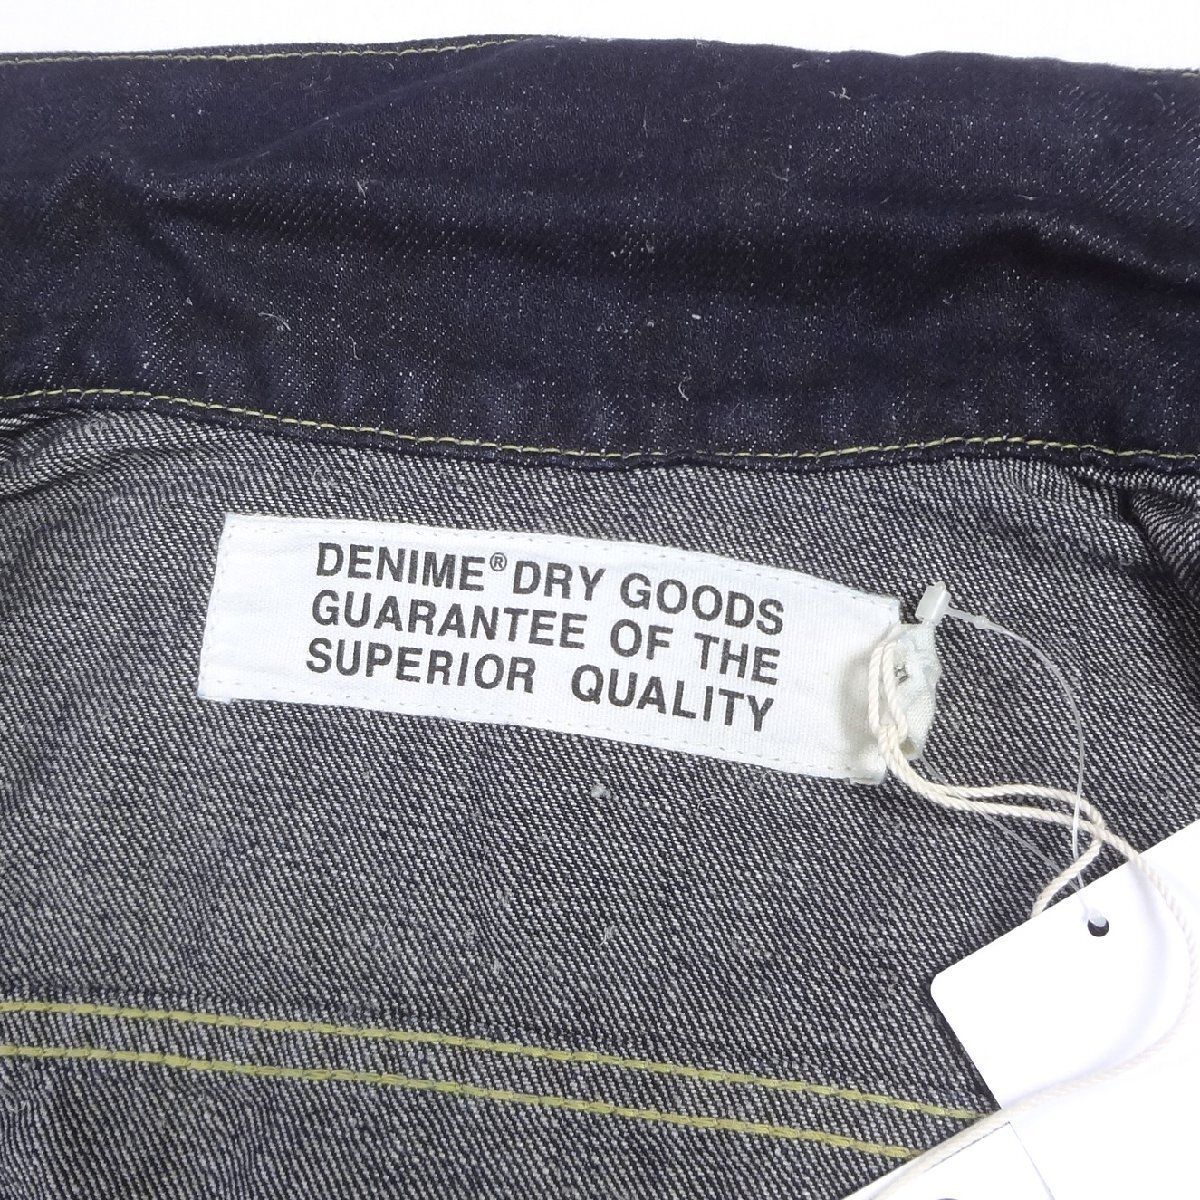 DENIME® DRY GOODS
GUARANTEE OF THE
SUPERIOR QUALITY